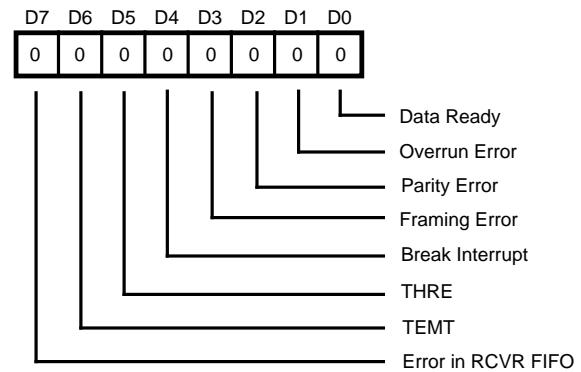 D7 D6 D5 D4 D3 D2 D1 D0
0 0 0 0 0 0 0 0
Data Ready
Overrun Error
Parity Error
Framing Error
Break Interrupt
THRE
TEMT
Error in RCVR FIFO